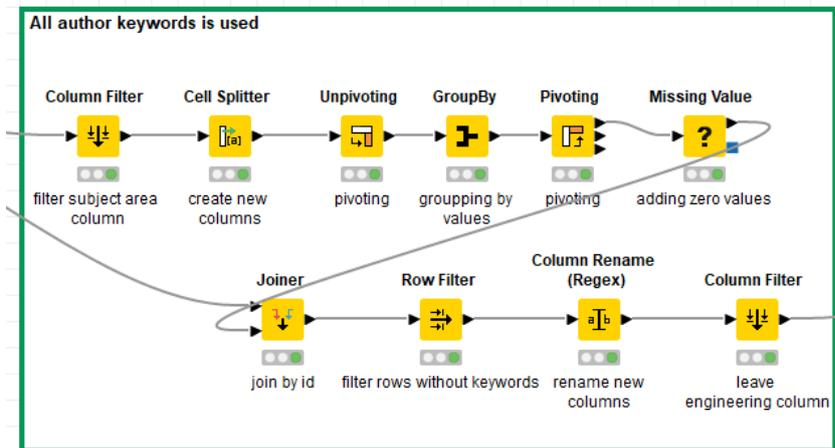 All author keywords is used
Column Filter
Cell Splitter
Unpivoting
GroupBy
Pivoting
Missing Value
?
[a]
filter subject area
column
create new
columns
pivoting
groupping by
values
pivoting
adding zero values
Joiner
Row Filter
Column Rename
(Regex)
Column Filter
a b
join by id
filter rows without keywords
rename new
columns
leave
engineering column